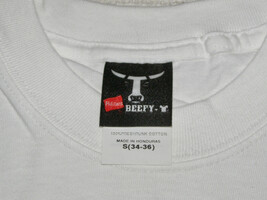 Hanes
BEEFY-T
MADE IN HONDURAS
S(34-36)